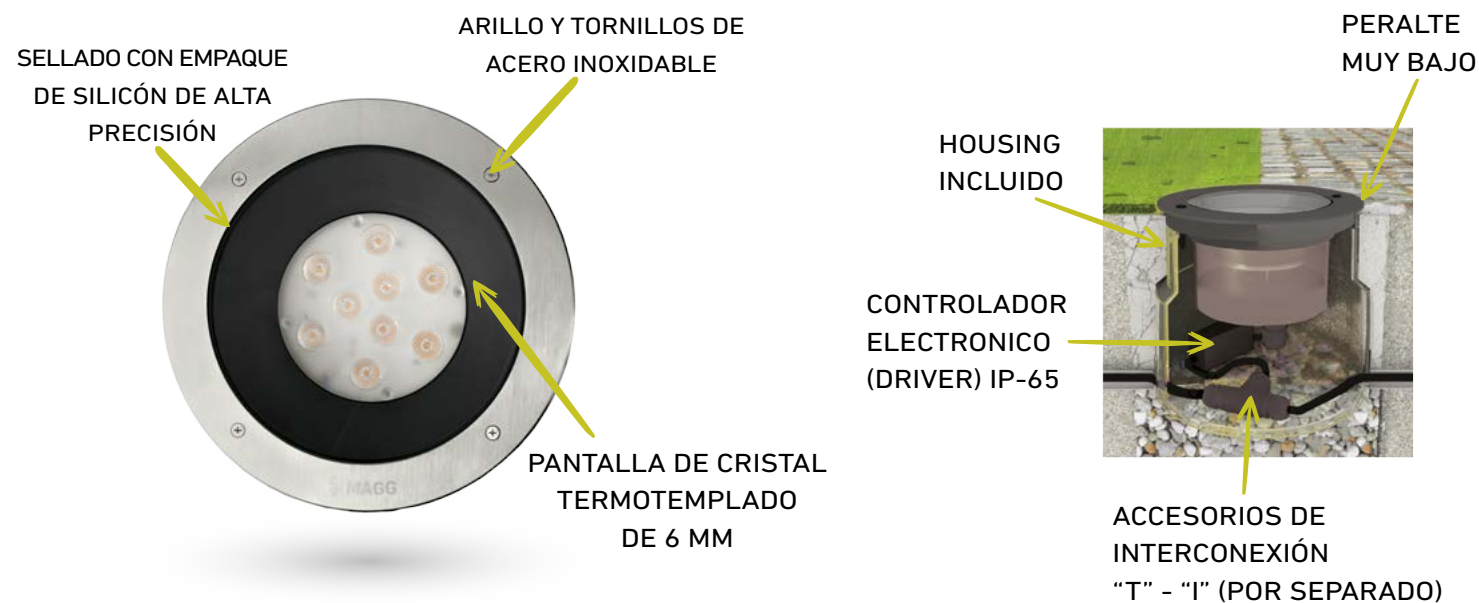 SELLADO CON EMPAQUE
DE SILICÓN DE ALTA
PRECISIÓN
ARILLO Y TORNILLOS DE
ACERO INOXIDABLE
MAGG
PANTALLA DE CRISTAL
TERMOTEMPLADO
DE 6 MM
PERALTE
MUY BAJO
HOUSING
INCLUIDO
CONTROLADOR
ELECTRONICO
(DRIVER) IP-65
ACCESORIOS DE
INTERCONEXIÓN
“T” - “I” (POR SEPARADO)